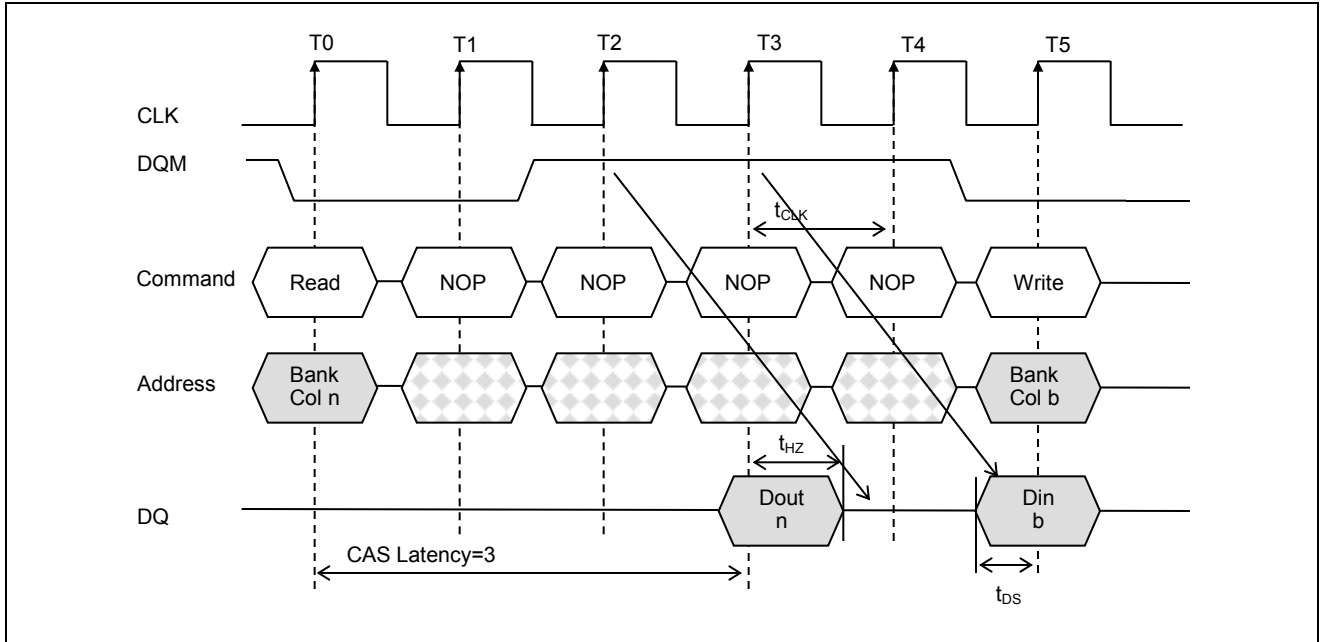 T0 T1 T2 T3 T4 T5
CLK
DQM
tCLK
Command Read NOP NOP NOP NOP Write
Address Bank Col n Bank Col b
tHZ
DQ Dout n Din b
CAS Latency=3
tDS